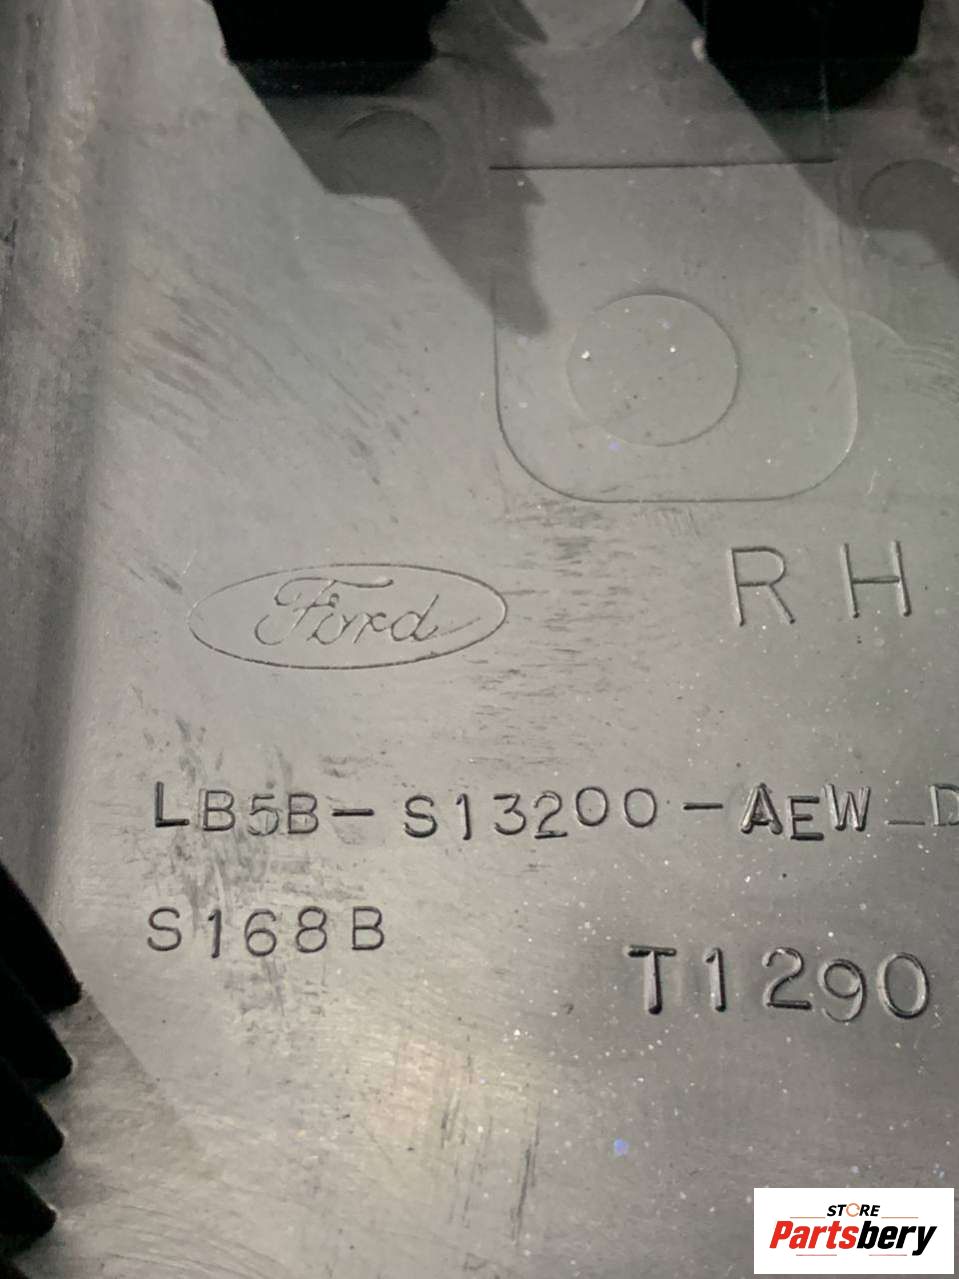 Ford
RH
LB5B-S13200-AEW-D
S168B
T1290
STORE
Partsbery